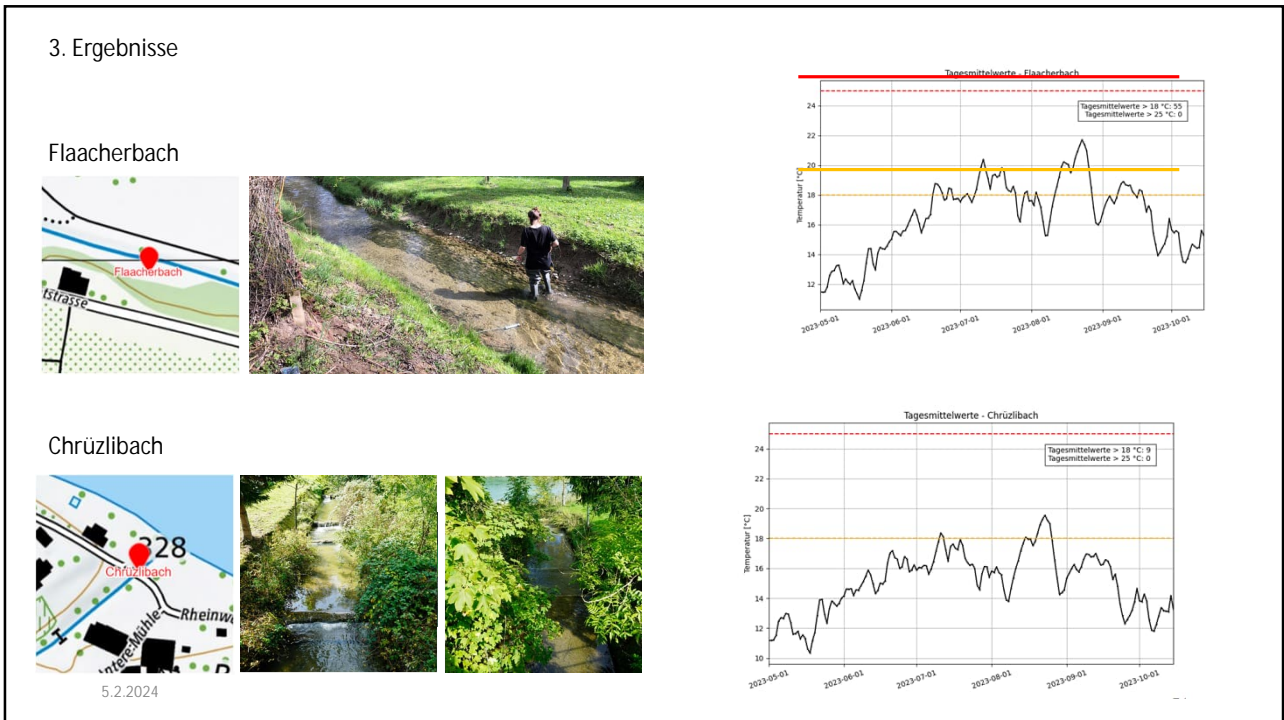 3. Ergebnisse
Flaacherbach
Flaacherbach
tstrasse
Tagesmittelwerte - Flaacherbach
Tagesmittelwerte > 18 °C: 55
Tagesmittelwerte > 25 °C: 0
Temperatur [°C]
24
22
20
18
16
14
12
2023-05-01
2023-06-01
2023-07-01
2023-08-01
2023-09-01
2023-10-01
Chrüzlibach
328
Chrüzlibach
Rheinw
ntere-Mühle
Tagesmittelwerte - Chrüzlibach
Tagesmittelwerte > 18 °C: 9
Tagesmittelwerte > 25 °C: 0
Temperatur [°C]
24
22
20
18
16
14
12
10
2023-05-01
2023-06-01
2023-07-01
2023-08-01
2023-09-01
2023-10-01
5.2.2024